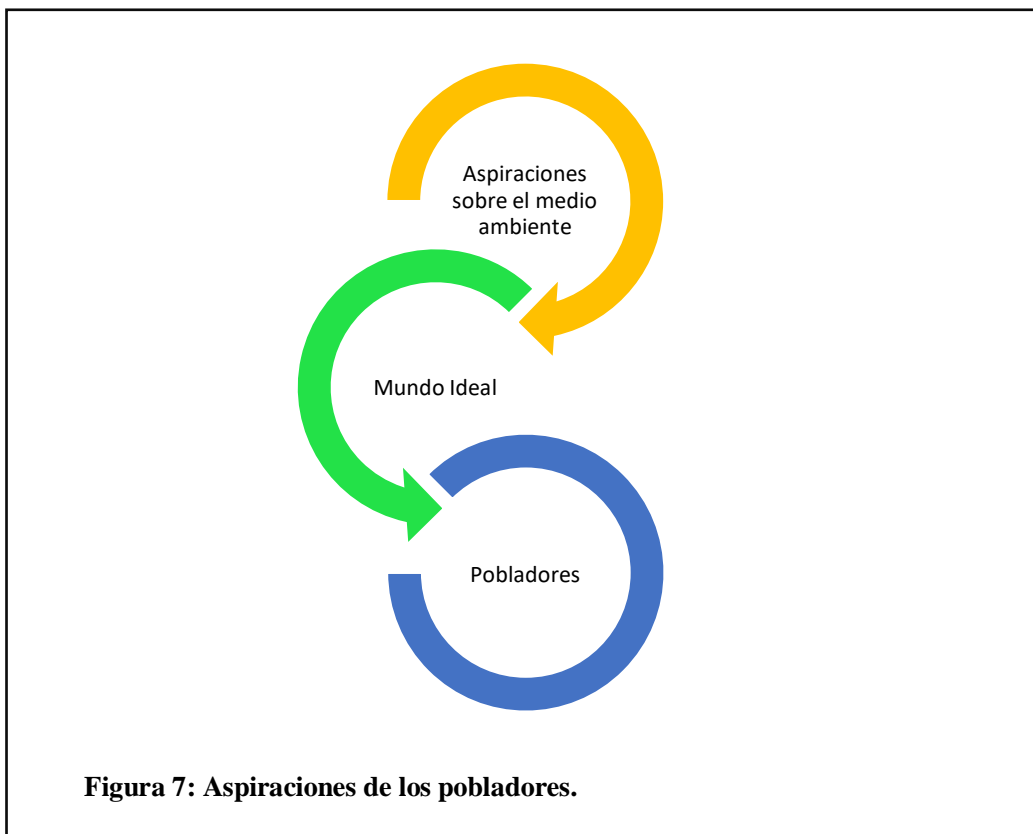 Aspiraciones
sobre el medio
ambiente
Mundo Ideal
Pobladores
Figura 7: Aspiraciones de los pobladores.